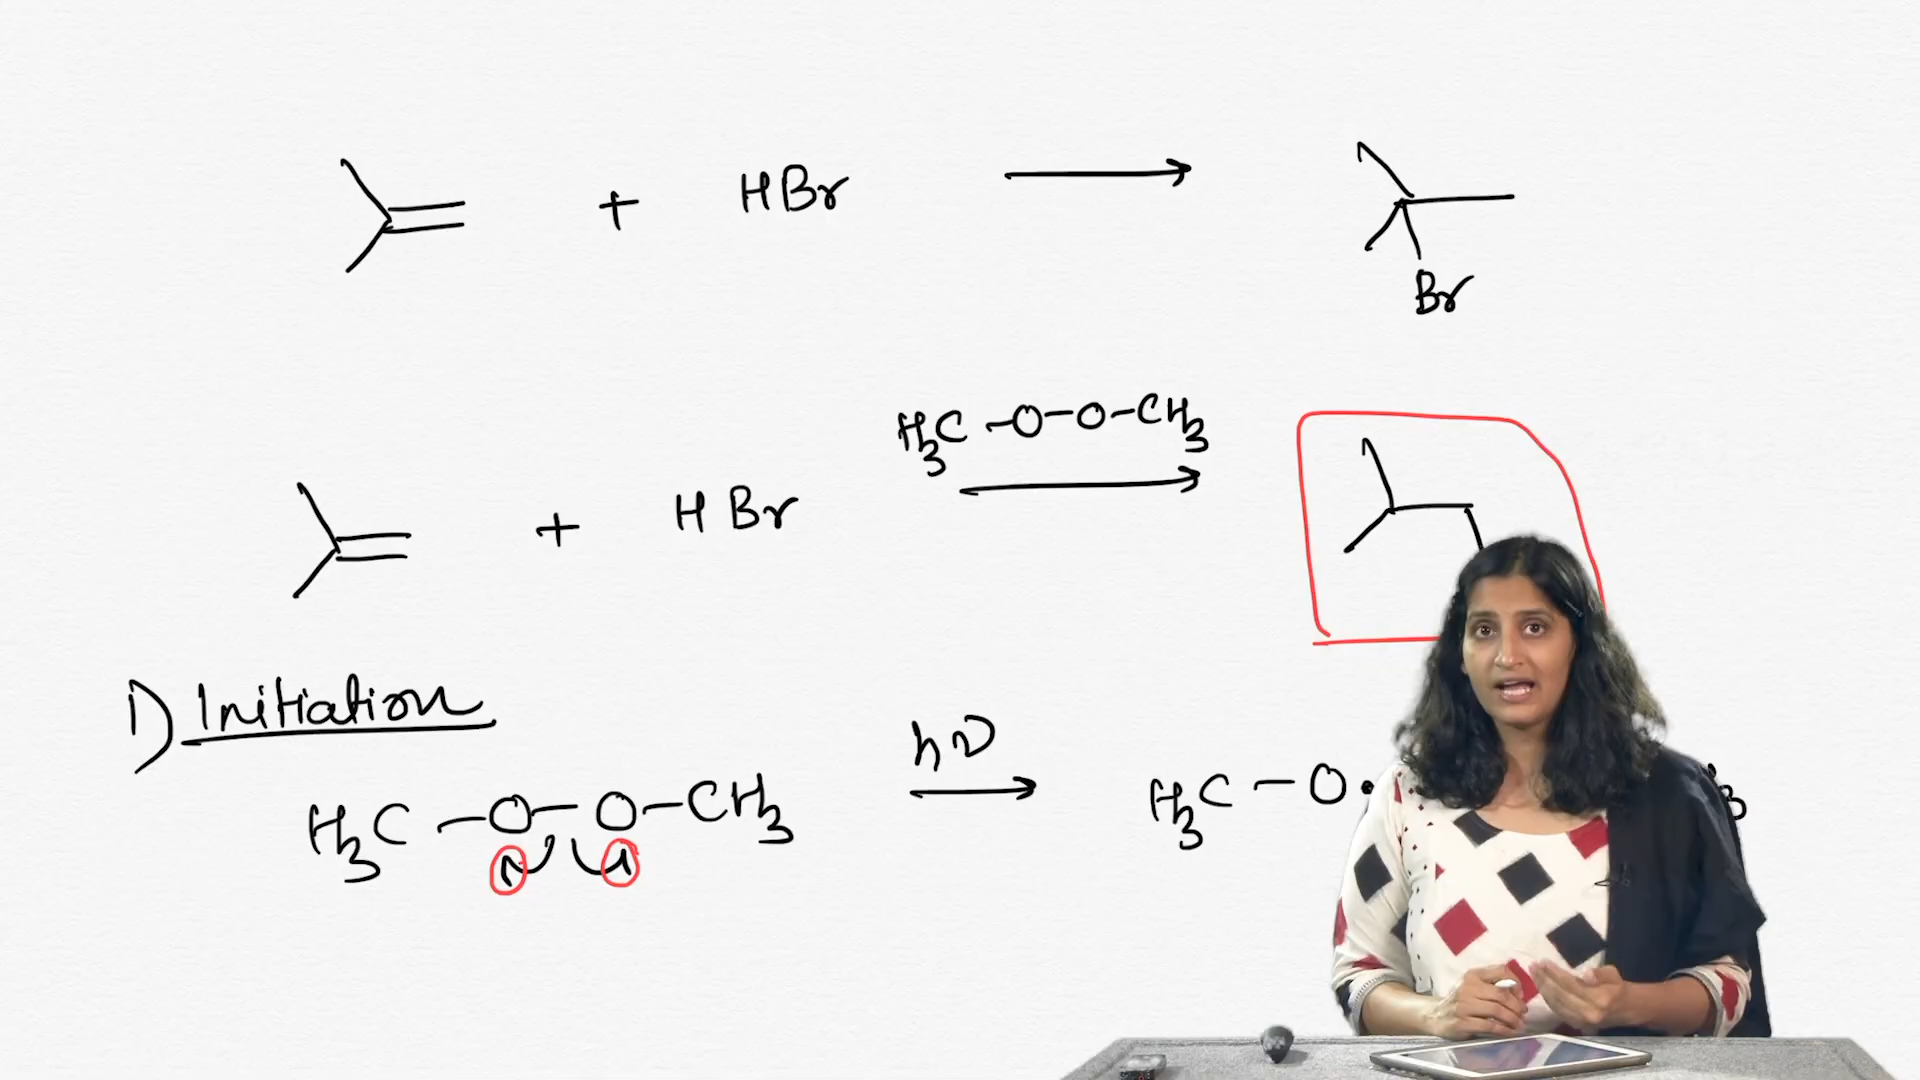 + HBr → Br
H3C-O-O-CH3
+ HBr →
1) Initiation
hν
H3C-O-O-CH3 → H3C-O•